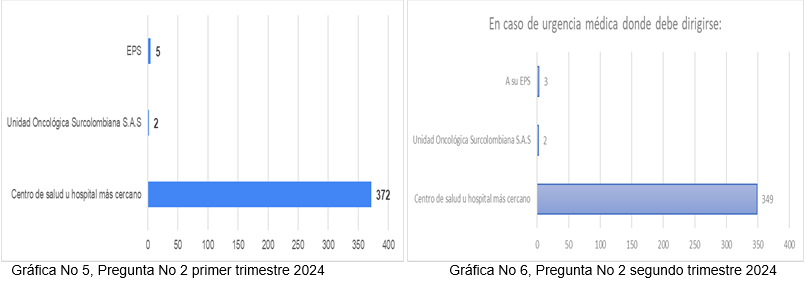 EPS
5
Unidad Oncológica Surcolombiana S.A.S
2
Centro de salud u hospital más cercano
372
0 50 100 150 200 250 300 350 400
Gráfica No 5, Pregunta No 2 primer trimestre 2024
En caso de urgencia médica donde debe dirigirse:
A su EPS
3
Unidad Oncológica Surcolombiana S.A.S
2
Centro de salud u hospital más cercano
349
0 50 100 150 200 250 300 350 400
Gráfica No 6, Pregunta No 2 segundo trimestre 2024